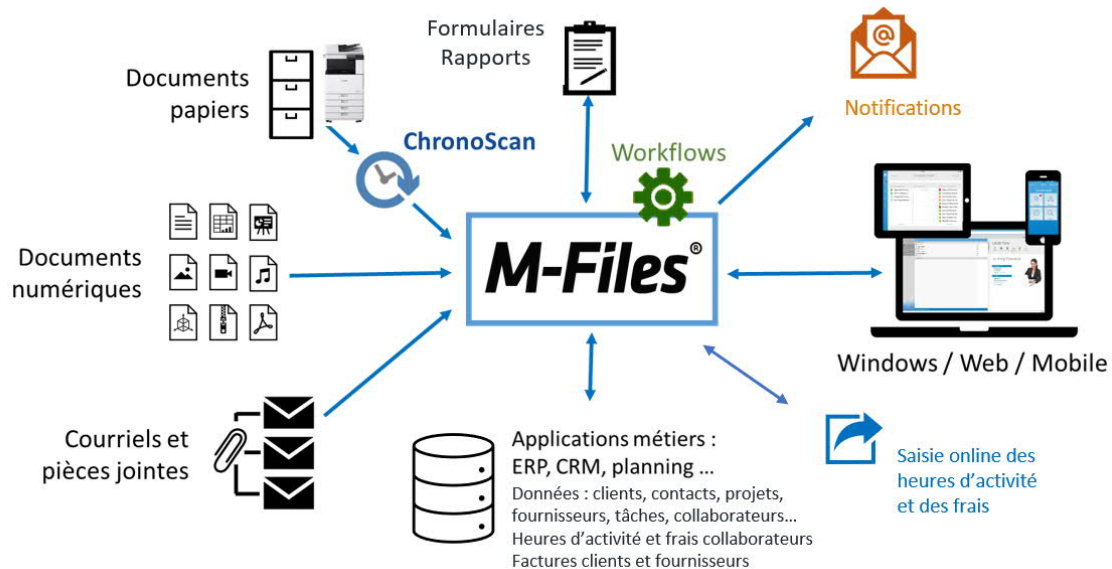 Formulaires
Rapports
Documents
papiers
Notifications
ChronoScan
Workflows
M-Files®
Documents
numériques
Windows / Web / Mobile
Courriels et
pièces jointes
Applications métiers :
ERP, CRM, planning ...
Données : clients, contacts, projets,
fournisseurs, tâches, collaborateurs...
Heures d’activité et frais collaborateurs
Factures clients et fournisseurs
Saisie online des
heures d’activité
et des frais